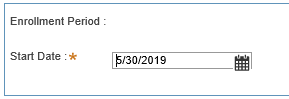 Enrollment Period :
Start Date :* 5/30/2019